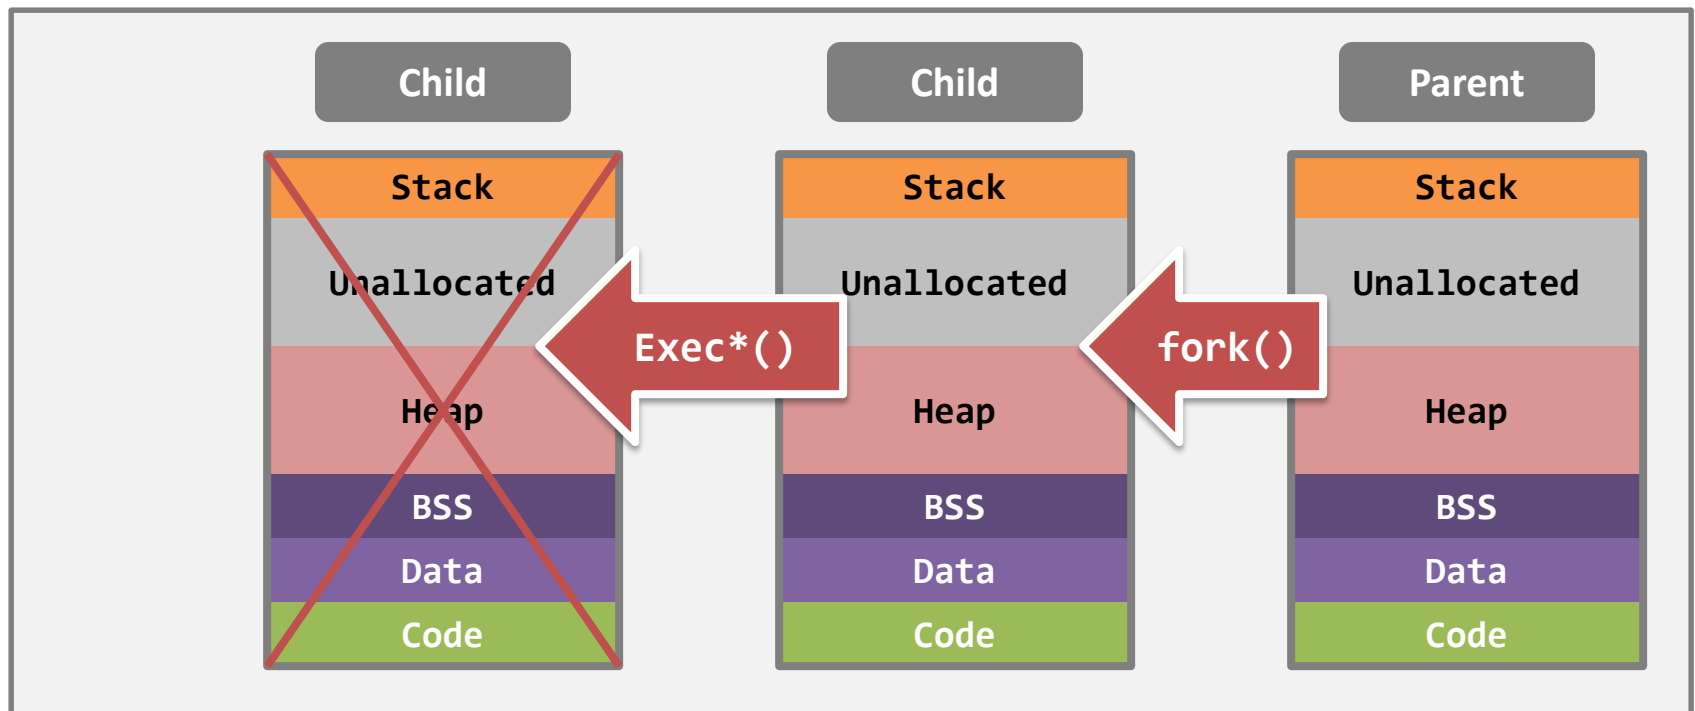 Child
Child
Parent
Stack
Stack
Stack
Unallocated
Unallocated
Unallocated
Exec*()
fork()
Heap
Heap
Heap
BSS
BSS
BSS
Data
Data
Data
Code
Code
Code